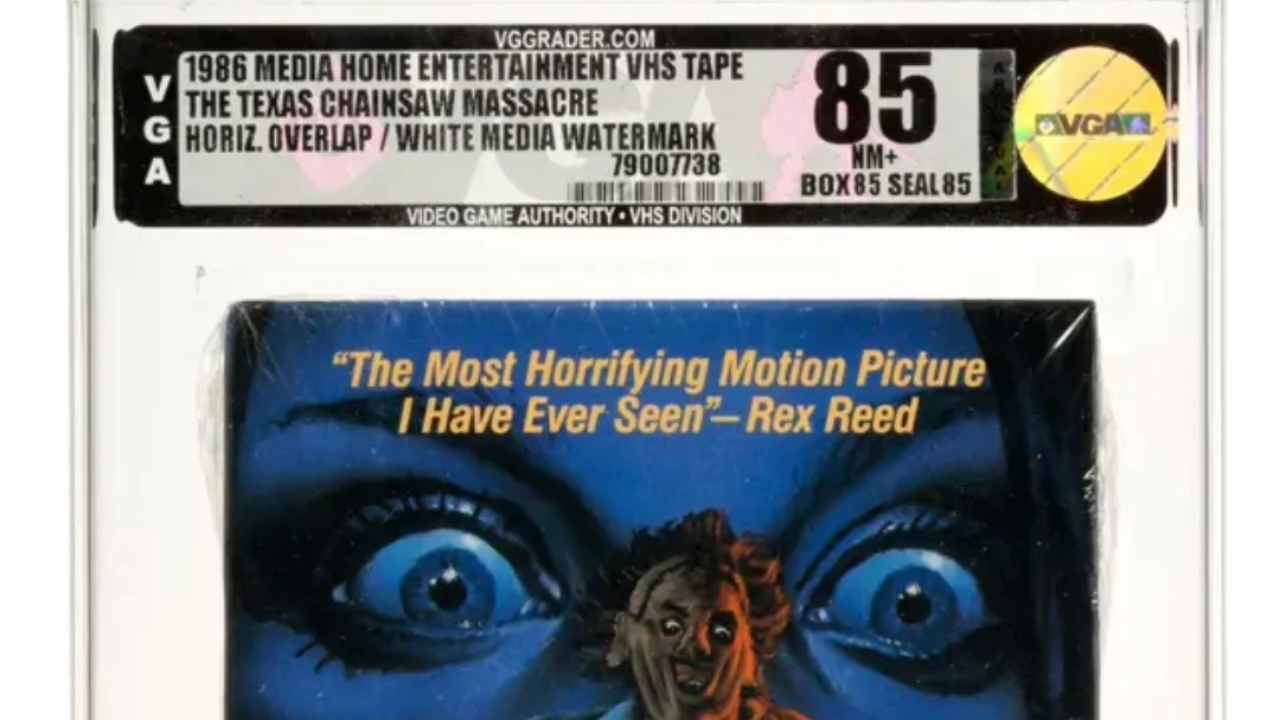 VGGRADER.COM
VGA
1986 MEDIA HOME ENTERTAINMENT VHS TAPE
THE TEXAS CHAINSAW MASSACRE
HORIZ. OVERLAP / WHITE MEDIA WATERMARK
79007738
85
NM+
BOX 85 SEAL 85
VGA
VIDEO GAME AUTHORITY • VHS DIVISION
“The Most Horrifying Motion Picture
I Have Ever Seen”—Rex Reed